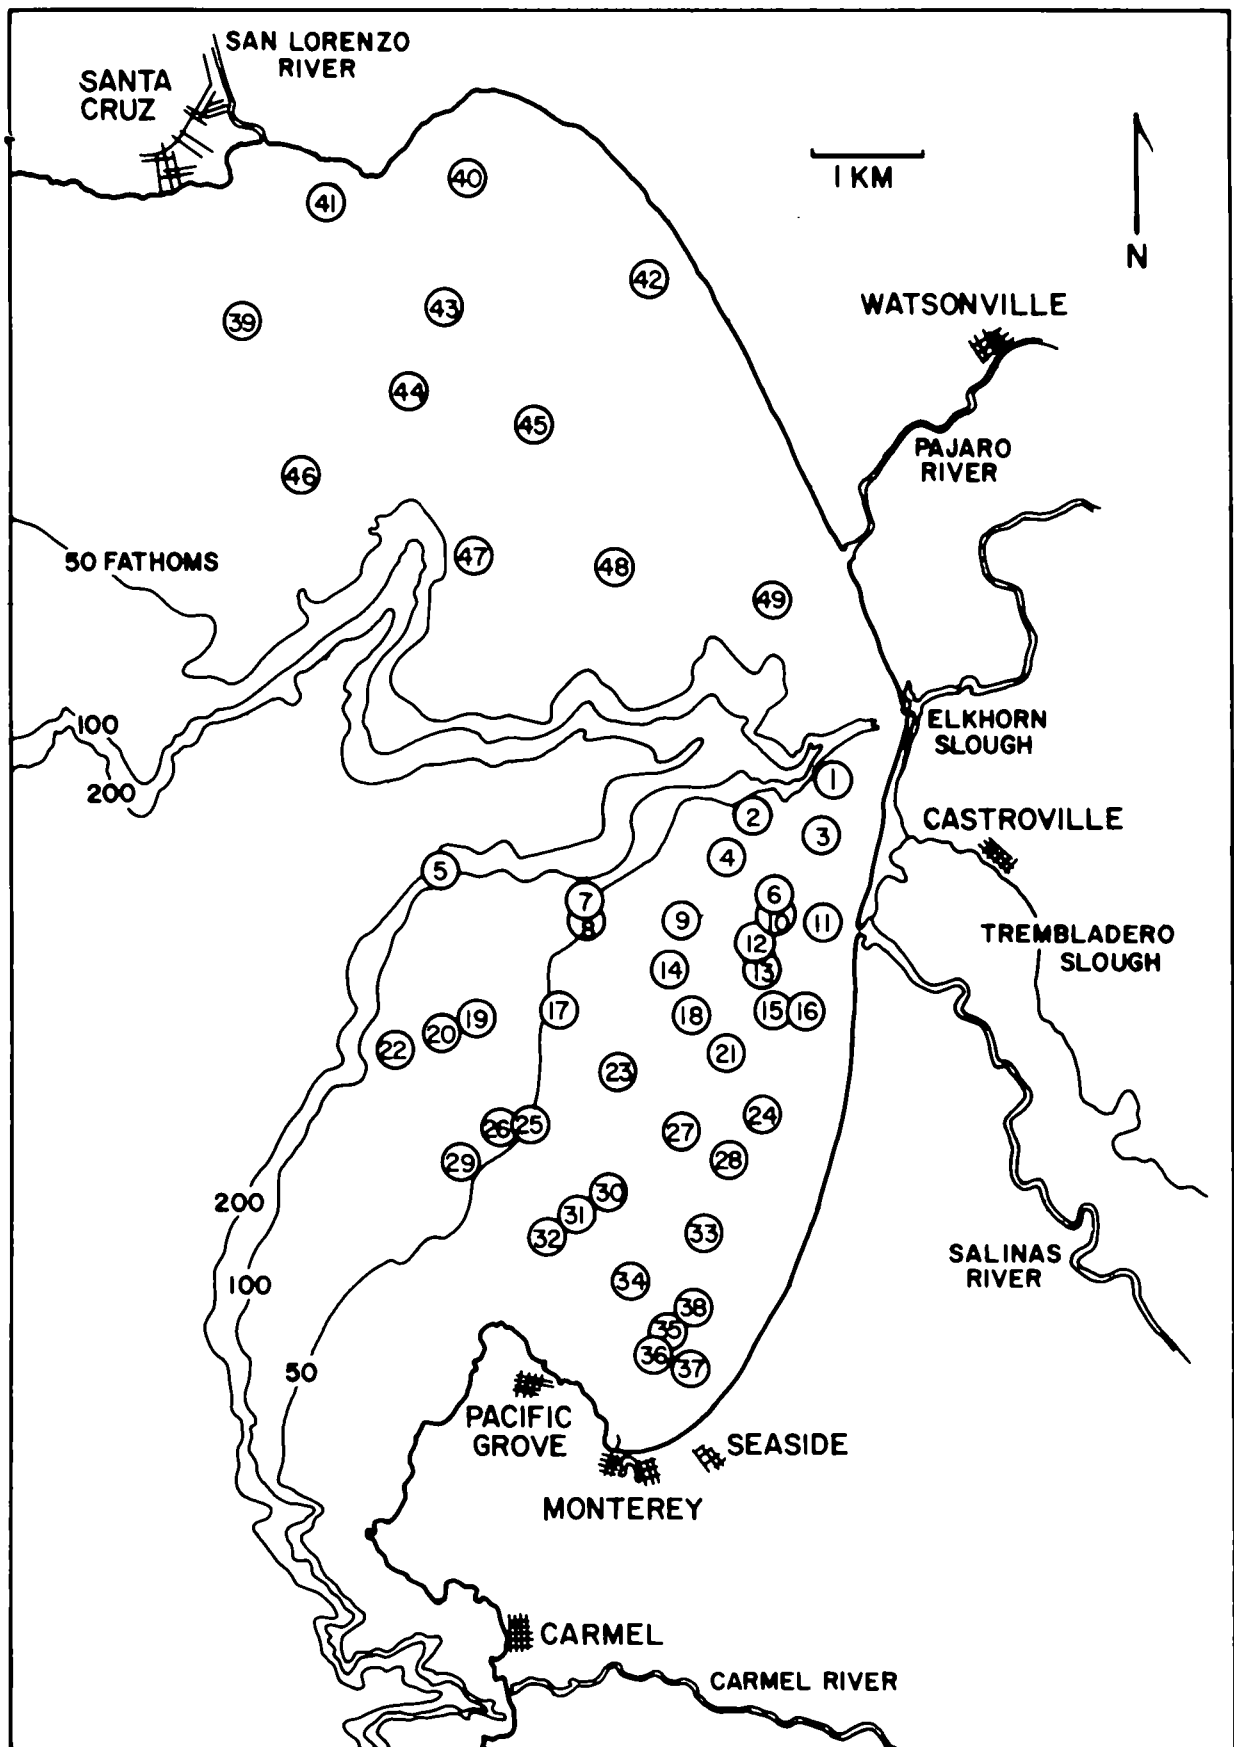 SAN LORENZO
RIVER
SANTA
CRUZ
1 KM
N
40
41
42
WATSONVILLE
43
39
44
45
PAJARO
RIVER
46
50 FATHOMS
47
48
49
100
ELKHORN
SLOUGH
200
1
2
CASTROVILLE
3
4
5
6
7
8
9
10
11
TREMBLADERO
SLOUGH
12
13
14
15
16
17
18
19
20
21
22
23
24
25
26
27
28
29
30
31
32
200
33
SALINAS
RIVER
100
34
38
35
36
37
50
PACIFIC
GROVE
SEASIDE
MONTEREY
CARMEL
CARMEL RIVER